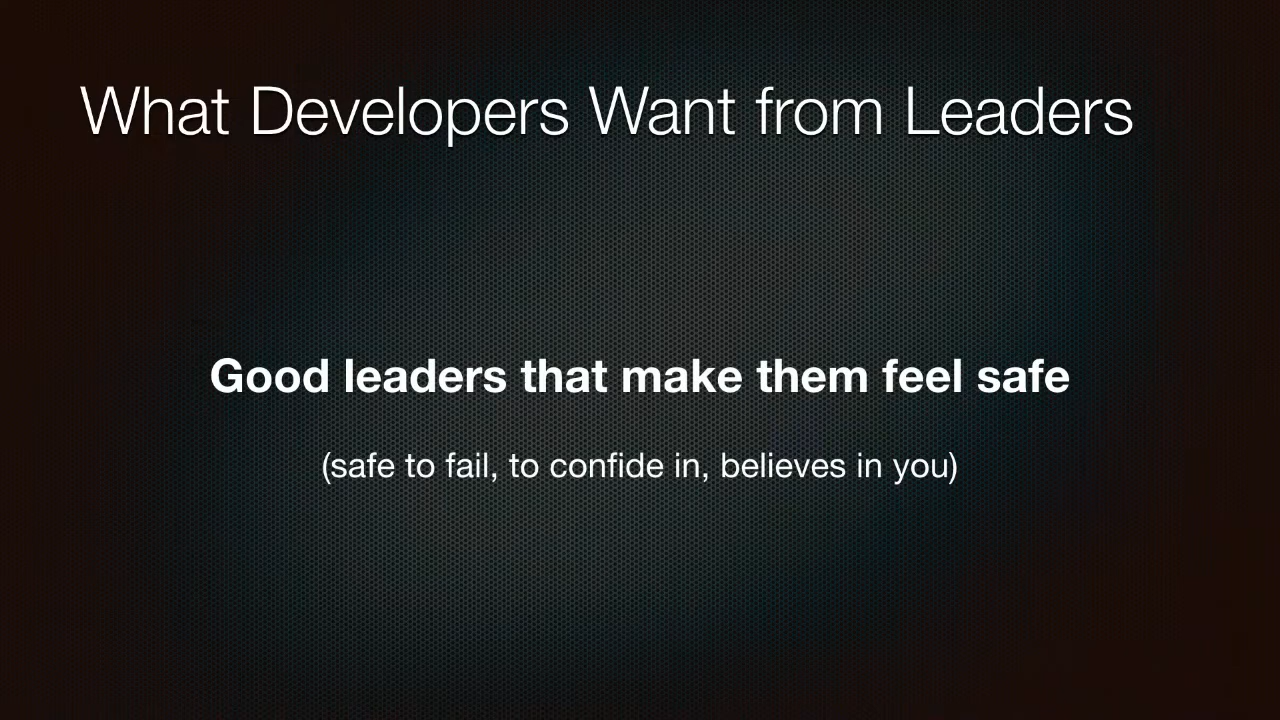 What Developers Want from Leaders
Good leaders that make them feel safe
(safe to fail, to confide in, believes in you)